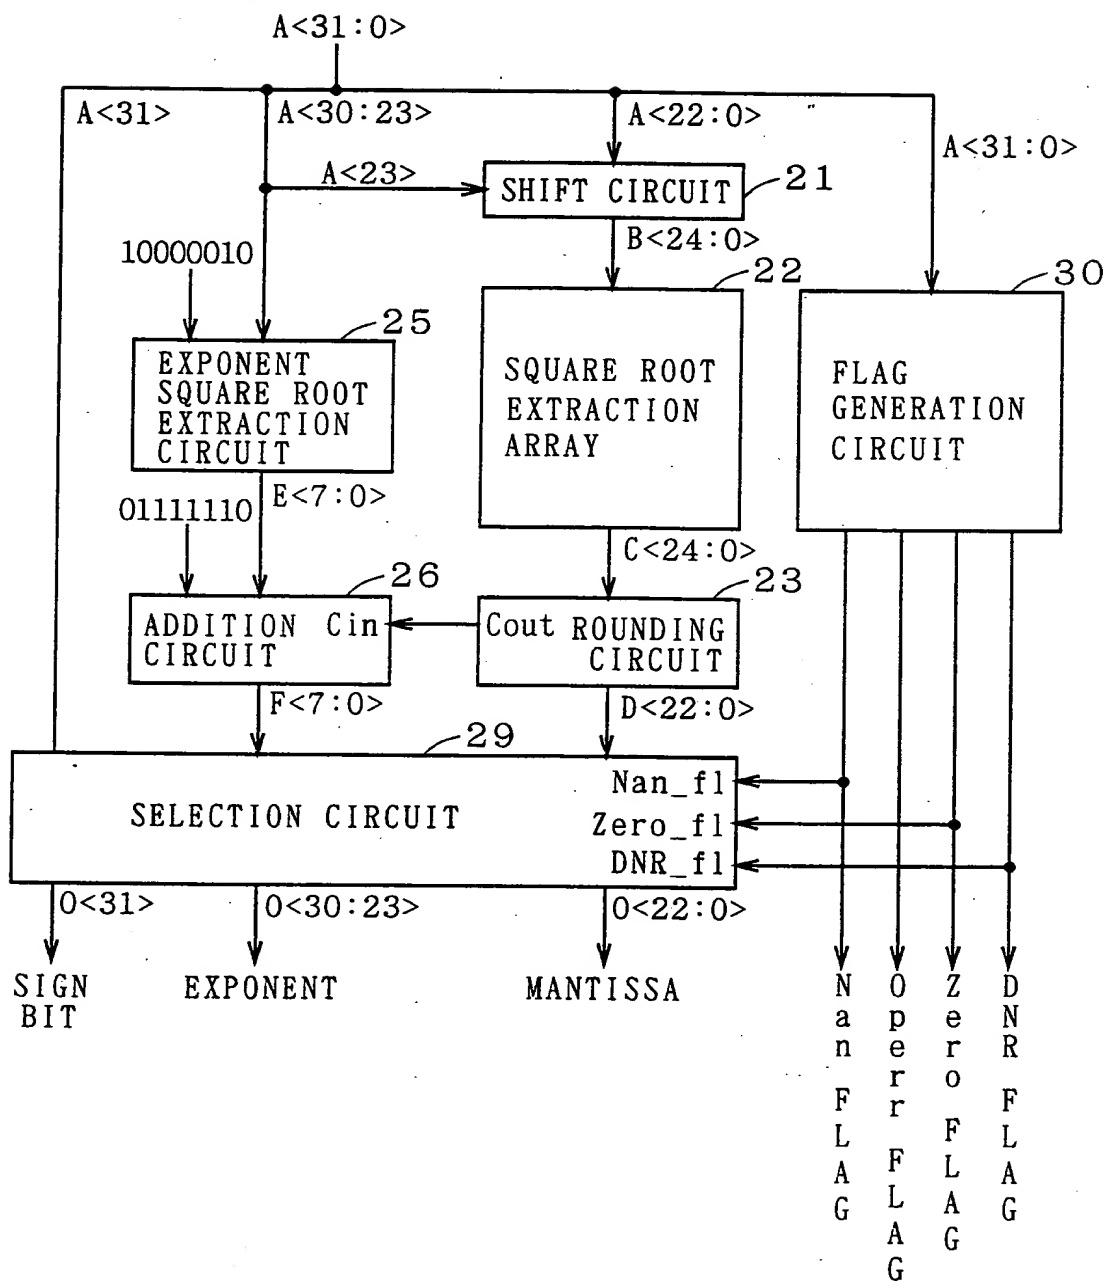 A<31:0>
A<31>
A<30:23>
A<22:0>
A<31:0>
A<23>
SHIFT CIRCUIT
21
B<24:0>
10000010
22
30
25
EXPONENT
SQUARE ROOT
EXTRACTION
CIRCUIT
SQUARE ROOT
EXTRACTION
ARRAY
FLAG
GENERATION
CIRCUIT
E<7:0>
01111110
C<24:0>
26
23
ADDITION Cin
CIRCUIT
Cout ROUNDING
CIRCUIT
F<7:0>
D<22:0>
29
SELECTION CIRCUIT
Nan_fl
Zero_fl
DNR_fl
O<31>
O<30:23>
O<22:0>
SIGN
BIT
EXPONENT
MANTISSA
Nan FLAG
Operr FLAG
Zero FLAG
DNR FLAG